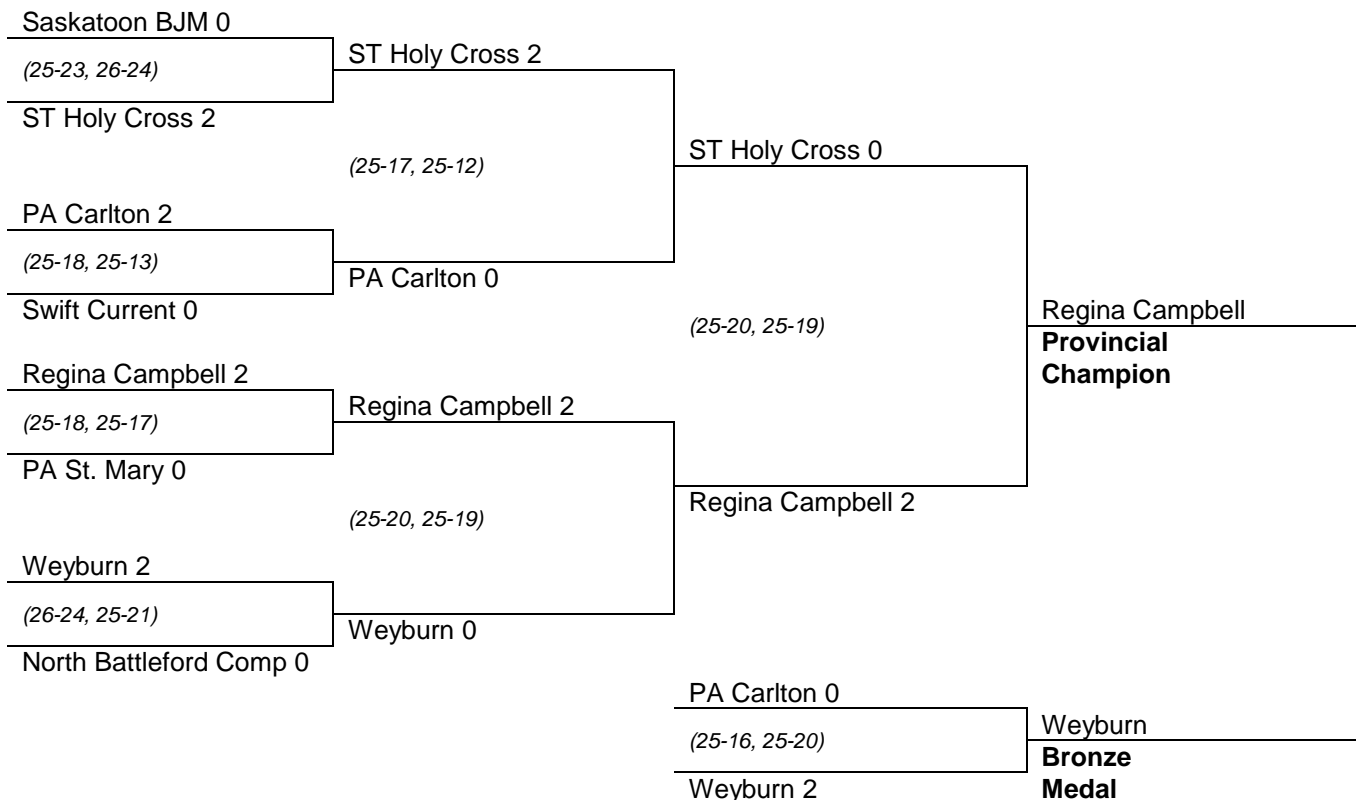 Saskatoon BJM 0
(25-23, 26-24)
ST Holy Cross 2
ST Holy Cross 2
(25-17, 25-12)
PA Carlton 2
(25-18, 25-13)
Swift Current 0
PA Carlton 0
ST Holy Cross 0
(25-20, 25-19)
Regina Campbell
Provincial
Champion
Regina Campbell 2
(25-18, 25-17)
PA St. Mary 0
Regina Campbell 2
(25-20, 25-19)
Regina Campbell 2
Weyburn 2
(26-24, 25-21)
North Battleford Comp 0
Weyburn 0
PA Carlton 0
(25-16, 25-20)
Weyburn 2
Weyburn
Bronze
Medal